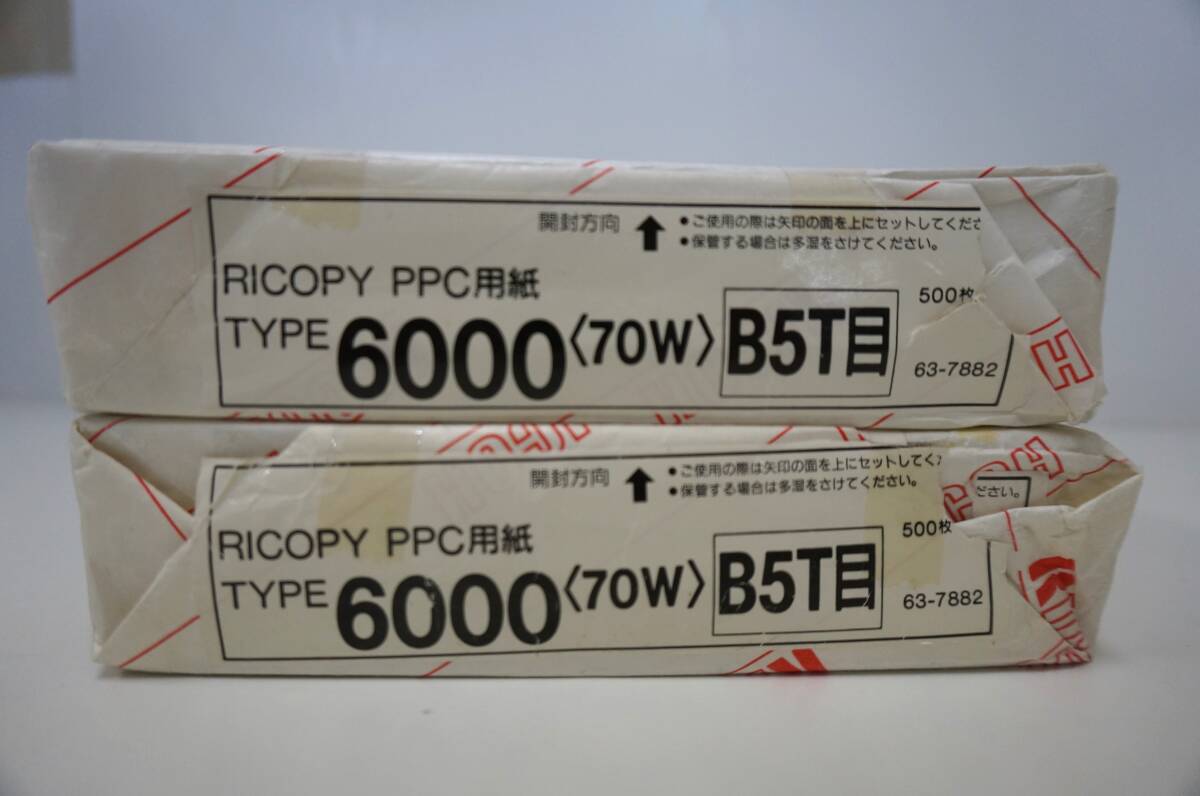 開封方向 ↑ •ご使用の際は矢印の面を上にセットしてくださ
•保管する場合は多湿をさけてください。
RICOPY PPC用紙
500枚
TYPE 6000〈70W〉 B5T目
63-7882
開封方向 ↑ •ご使用の際は矢印の面を上にセットしてく
•保管する場合は多湿をさけてください。
ださい。
RICOPY PPC用紙
500枚
TYPE 6000〈70W〉 B5T目
63-7882